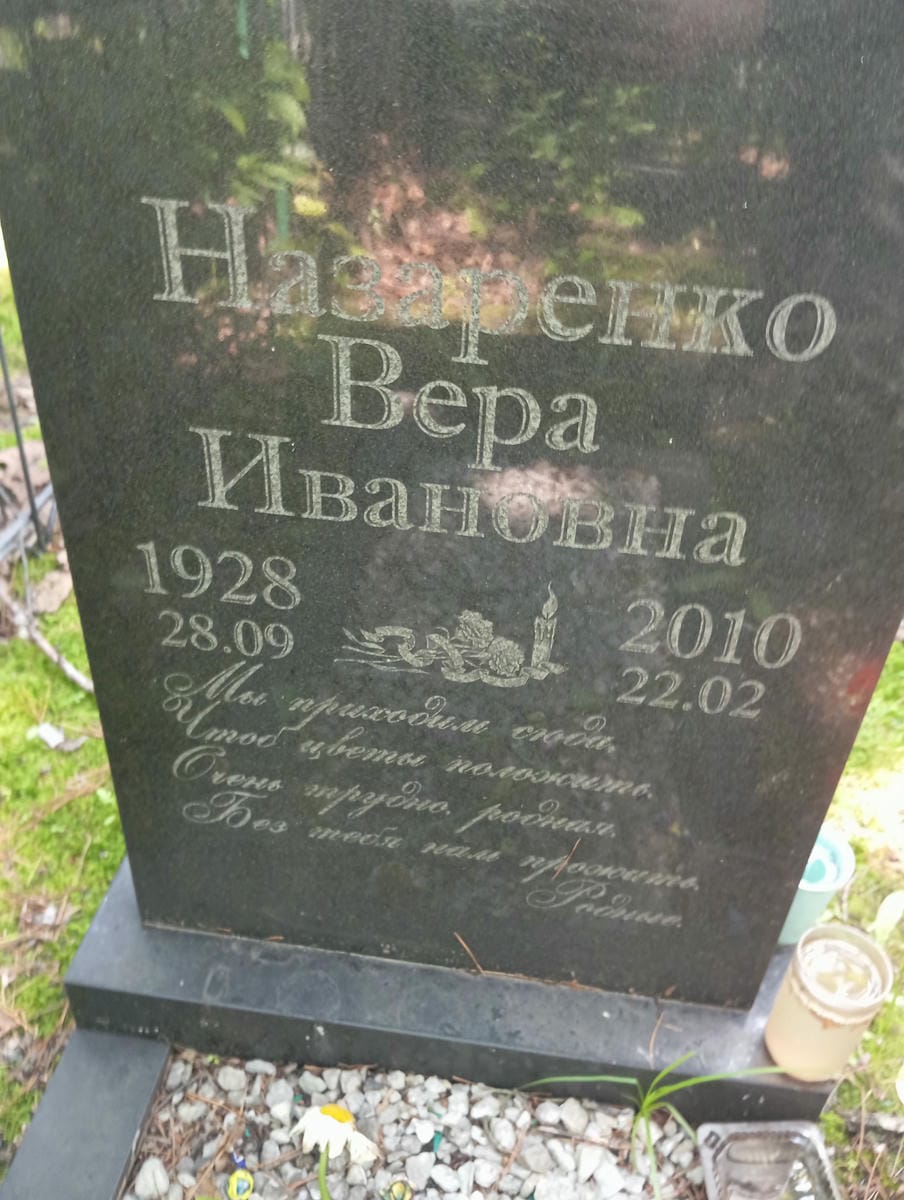 Назаренко
Вера
Ивановна
1928 2010
28.09 22.02
Мы приходим сюда,
Чтоб цветы положить.
Очень трудно, родная.
Без тебя нам прожить.
Родные.